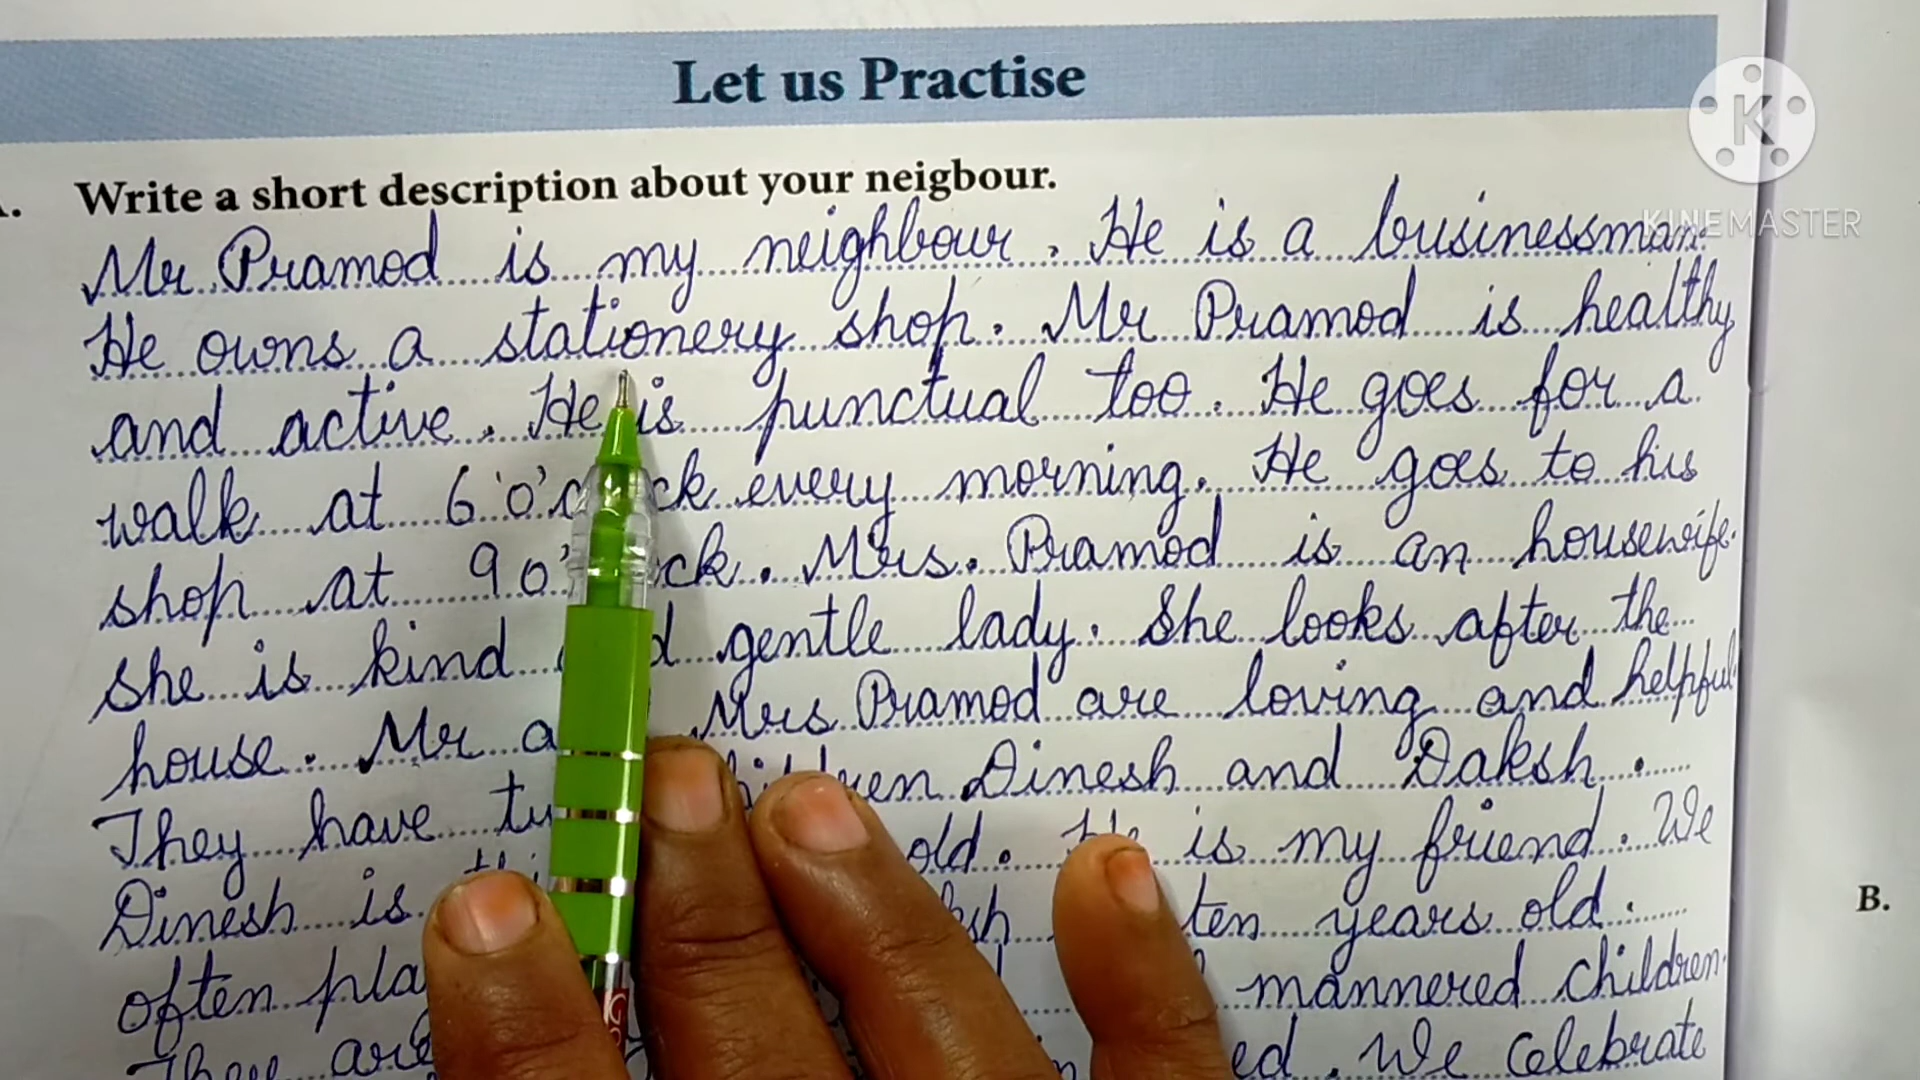 Let us Practise
KINEMASTER
Write a short description about your neigbour.
Mr Pramod is my neighbour. He is a businessman.
He owns a stationery shop. Mr Pramod is healthy
and active. He is punctual too. He goes for a
walk at 6 'o' every morning. He goes to his
shop at 9 o' . Mrs. Pramod is an housewife.
she is kind gentle lady. She looks after the
house. Mr Mrs Pramod are loving and helpful.
They have Dinesh and Daksh.
Dinesh is old. is my friend. We
often ten years old.
mannered children.
They are We celebrate
B.